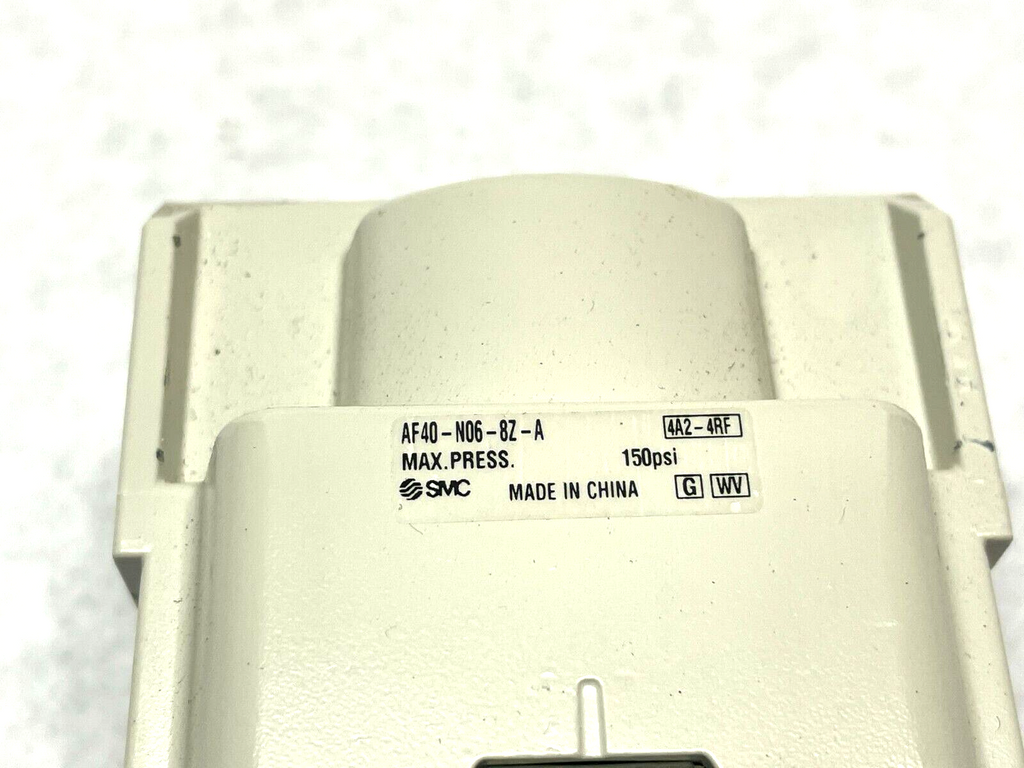 AF40-N06-8Z-A 4A2-4RF
MAX.PRESS. 150psi
SMC MADE IN CHINA G WV